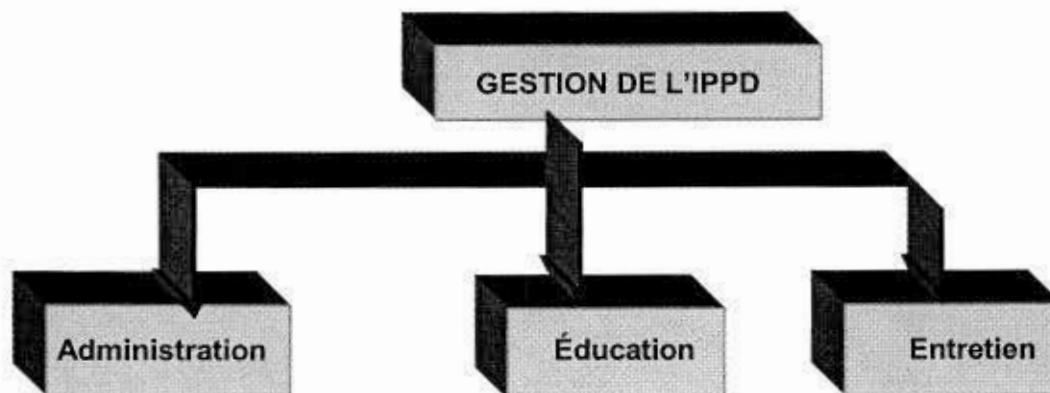 GESTION DE L'IPPD
Administration
Éducation
Entretien